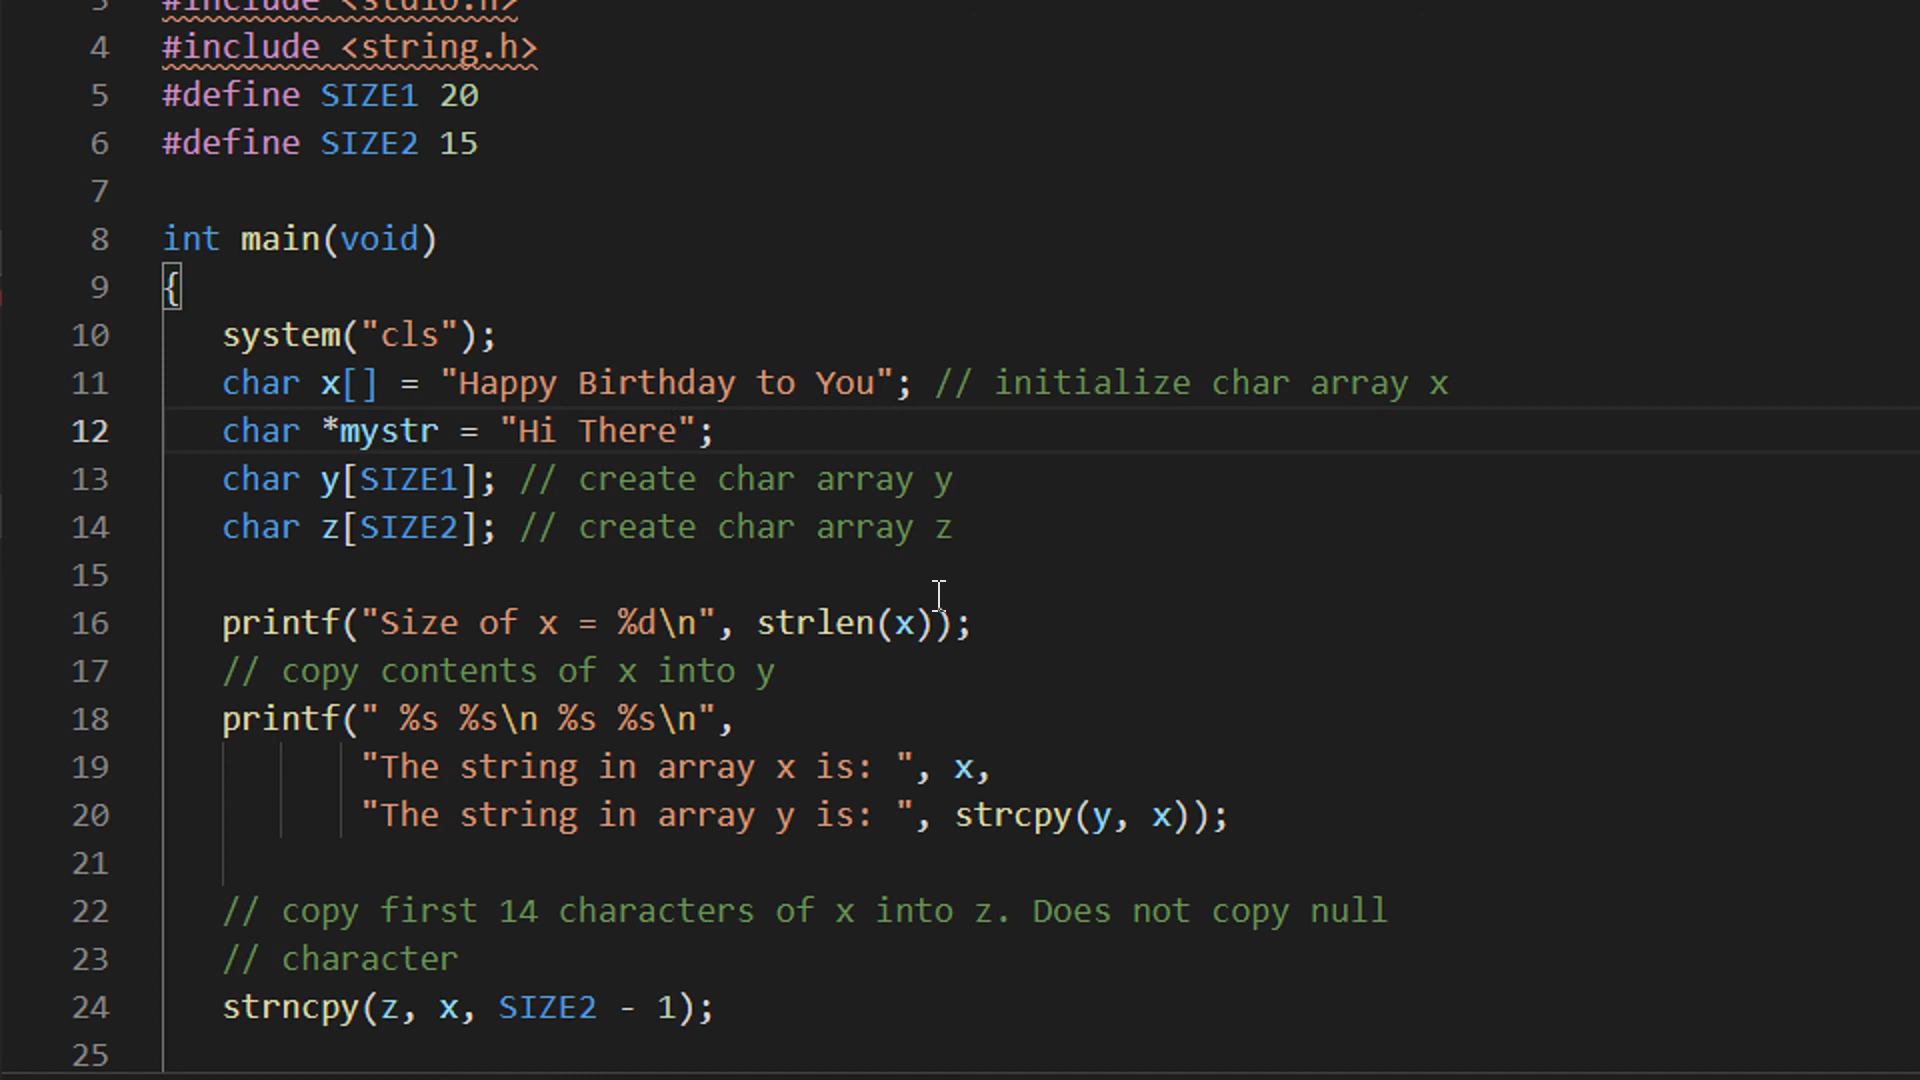 3 #include <stdio.h>
4 #include <string.h>
5 #define SIZE1 20
6 #define SIZE2 15
7
8 int main(void)
9 {
10 system("cls");
11 char x[] = "Happy Birthday to You"; // initialize char array x
12 char *mystr = "Hi There";
13 char y[SIZE1]; // create char array y
14 char z[SIZE2]; // create char array z
15
16 printf("Size of x = %d\n", strlen(x));
17 // copy contents of x into y
18 printf(" %s %s\n %s %s\n",
19 "The string in array x is: ", x,
20 "The string in array y is: ", strcpy(y, x));
21
22 // copy first 14 characters of x into z. Does not copy null
23 // character
24 strncpy(z, x, SIZE2 - 1);
25